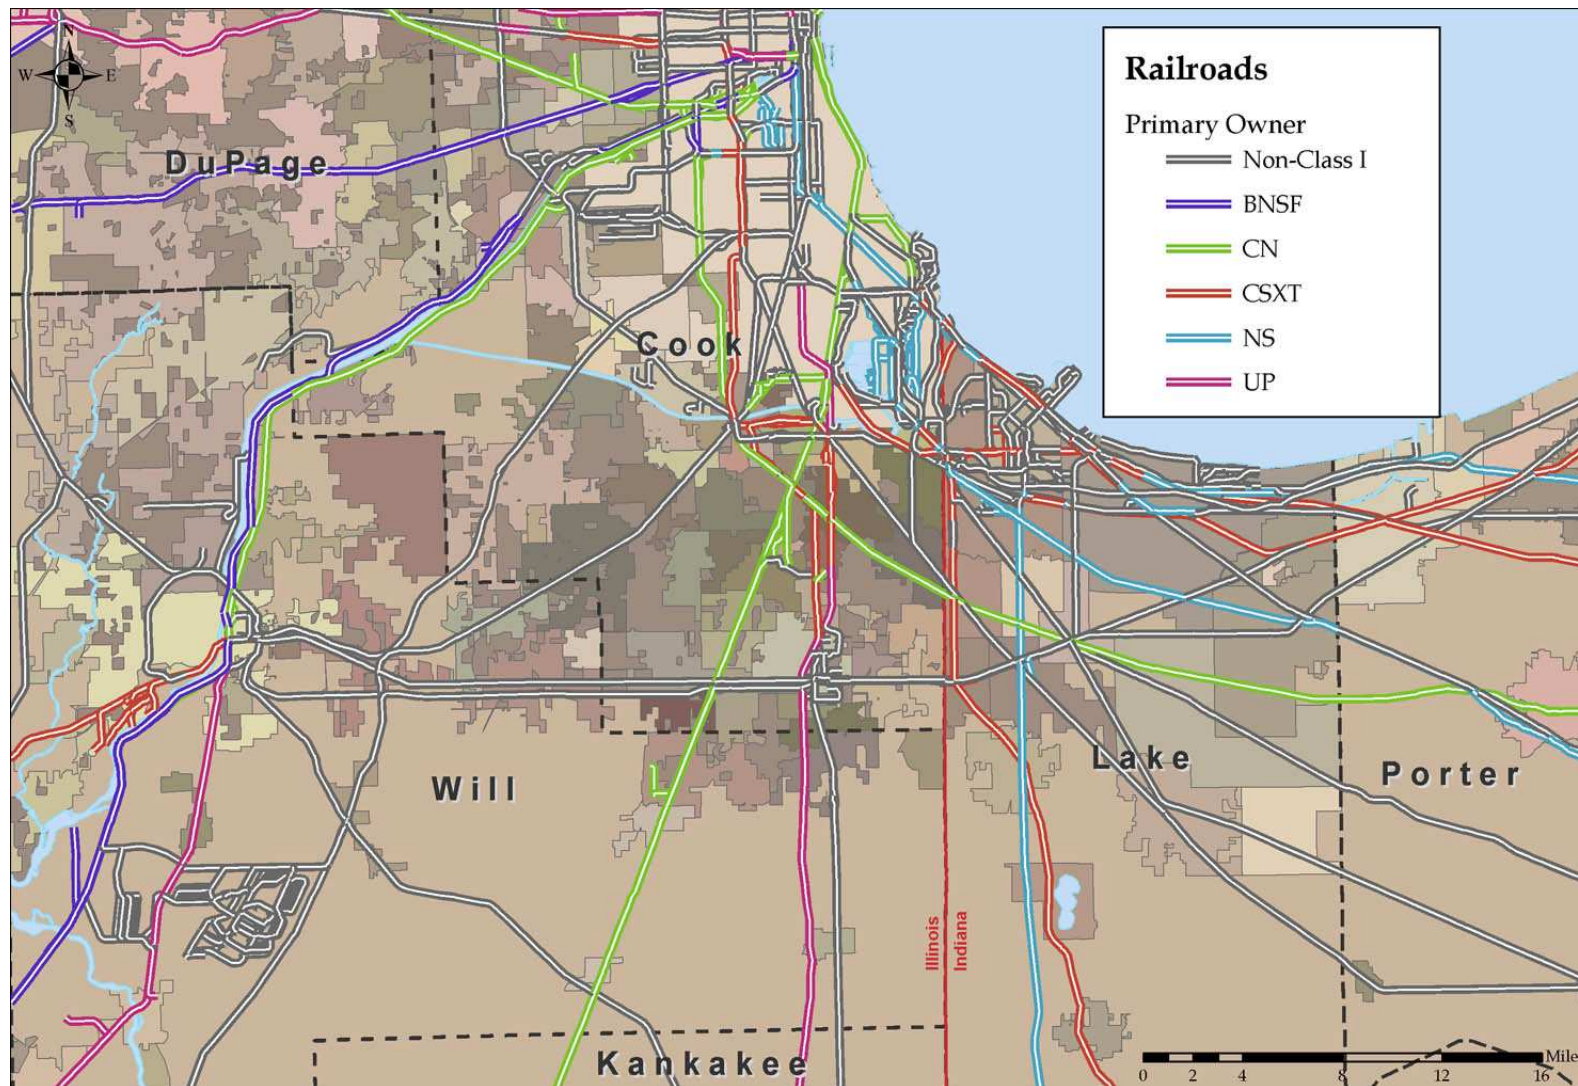 N
W E
S
Railroads
Primary Owner
Non-Class I
BNSF
CN
CSXT
NS
UP
DuPage
Cook
Lake
Porter
Will
Illinois
Indiana
Kankakee
Mile
0 2 4 8 12 16